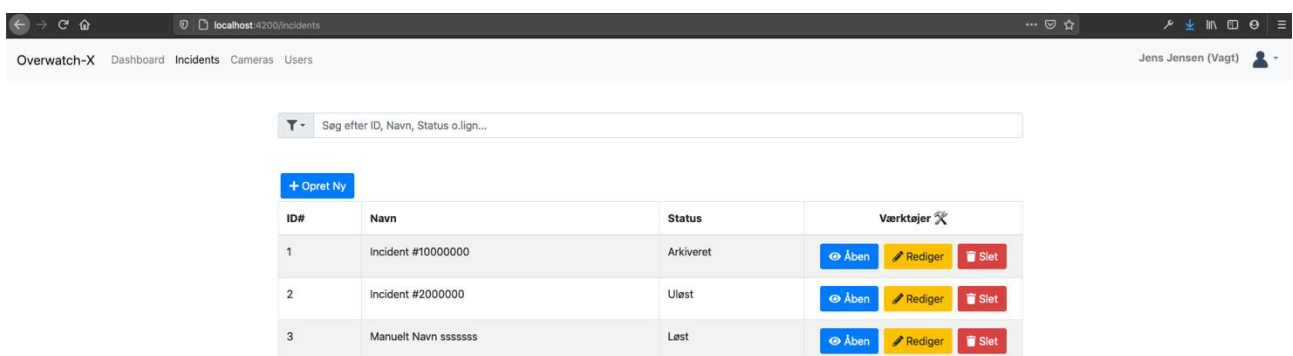 localhost:4200/incidents
Overwatch-X Dashboard Incidents Cameras Users Jens Jensen (Vagt)
Søg efter ID, Navn, Status o.lign...
+ Opret Ny
ID# Navn Status Værktøjer
1 Incident #10000000 Arkiveret Åben Rediger Slet
2 Incident #2000000 Uløst Åben Rediger Slet
3 Manuelt Navn sssssss Løst Åben Rediger Slet